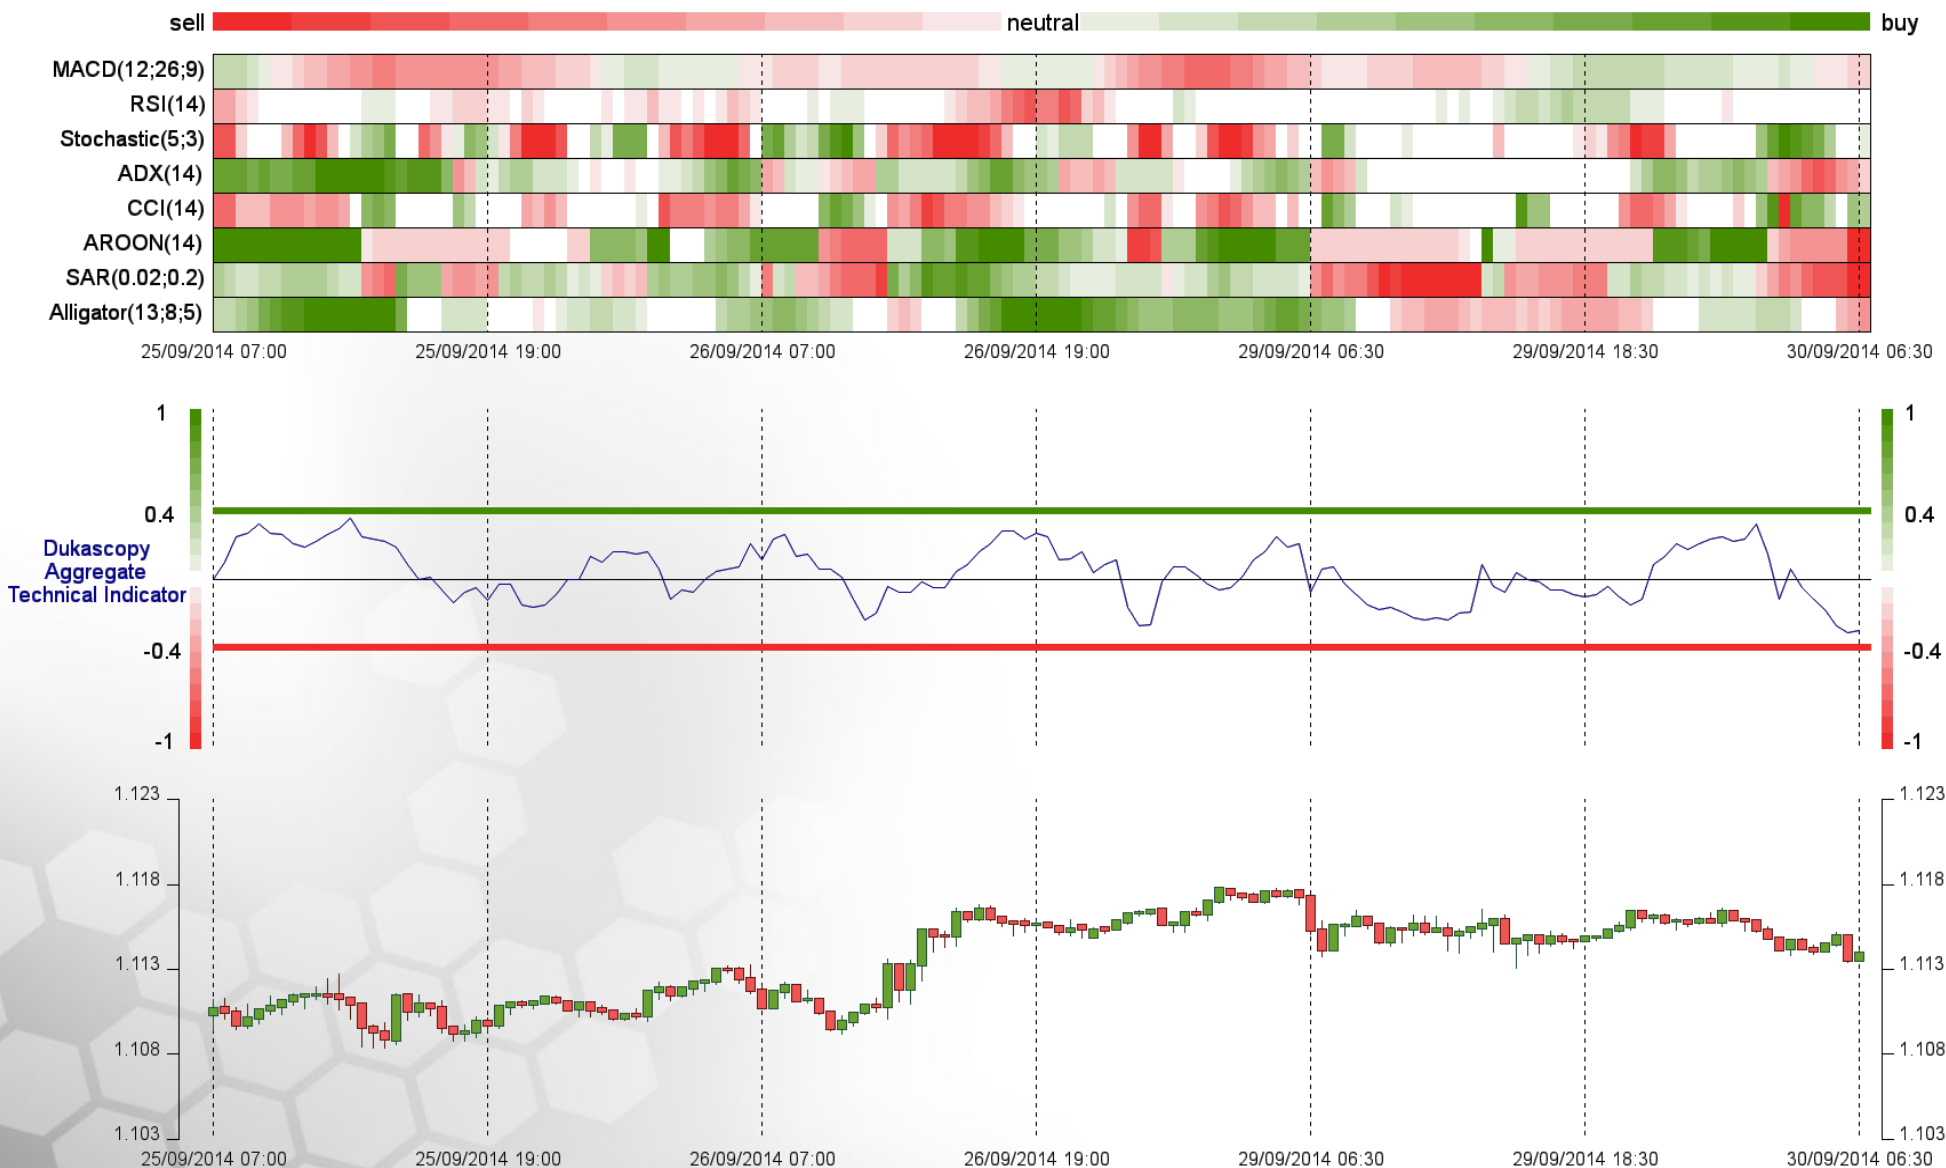 sell neutral buy
MACD(12;26;9)
RSI(14)
Stochastic(5;3)
ADX(14)
CCI(14)
AROON(14)
SAR(0.02;0.2)
Alligator(13;8;5)
25/09/2014 07:00 25/09/2014 19:00 26/09/2014 07:00 26/09/2014 19:00 29/09/2014 06:30 29/09/2014 18:30 30/09/2014 06:30
1 1
0.4 0.4
Dukascopy
Aggregate
Technical Indicator
-0.4 -0.4
-1 -1
1.123 1.123
1.118 1.118
1.113 1.113
1.108 1.108
1.103 1.103
25/09/2014 07:00 25/09/2014 19:00 26/09/2014 07:00 26/09/2014 19:00 29/09/2014 06:30 29/09/2014 18:30 30/09/2014 06:30